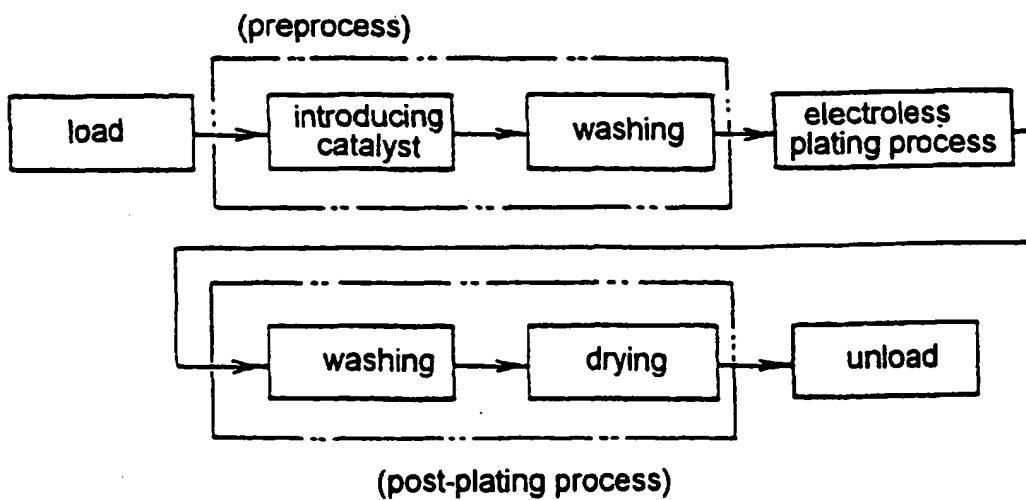 (preprocess)
load
introducing
catalyst
washing
electroless
plating process
washing
drying
unload
(post-plating process)